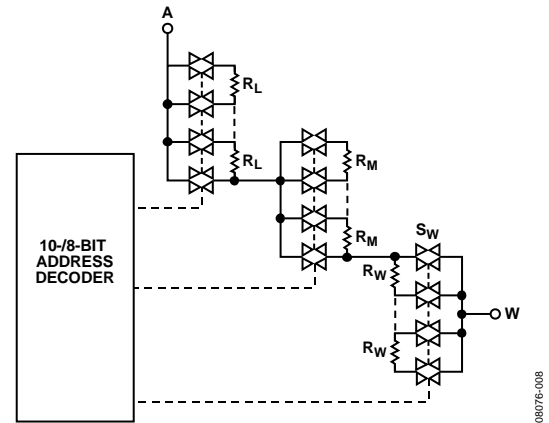 A
RL
RL
RM
RM
10-/8-BIT
ADDRESS
DECODER
SW
RW
W
RW
08076-008